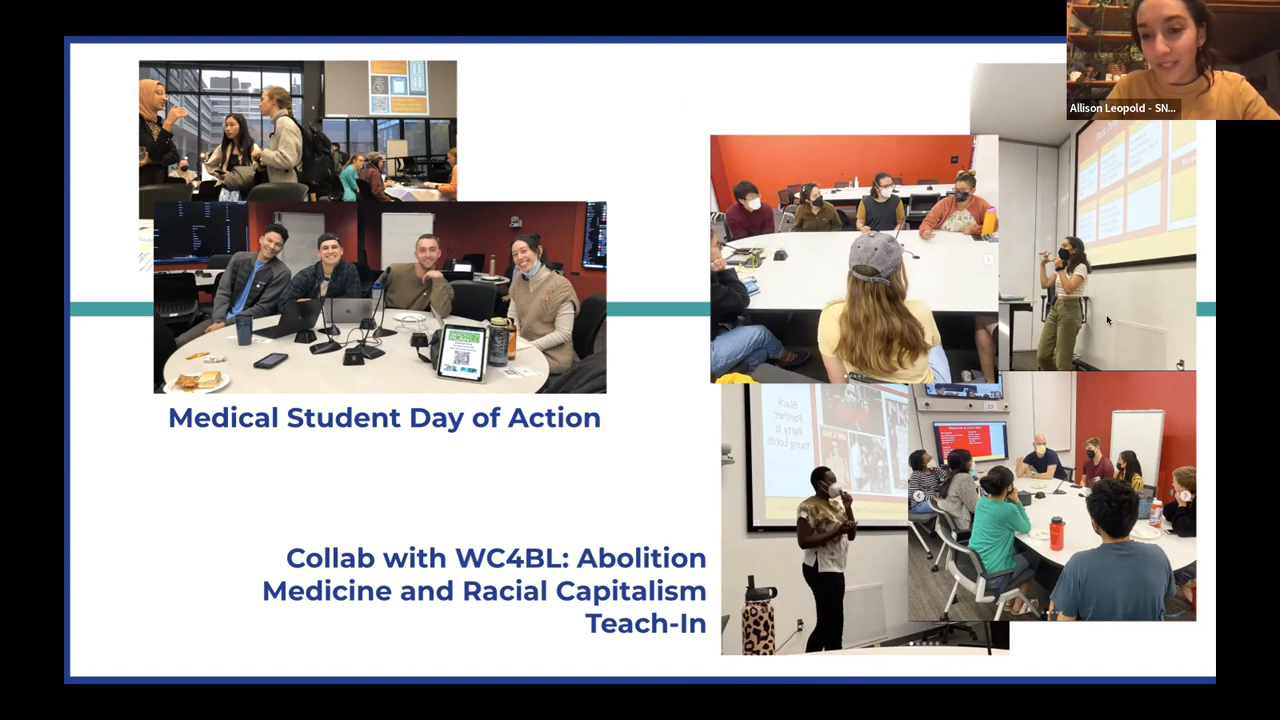 Allison Leopold - SN...
Black
Panther
Party &
Young Lords
Medical Student Day of Action
Collab with WC4BL: Abolition
Medicine and Racial Capitalism
Teach-In